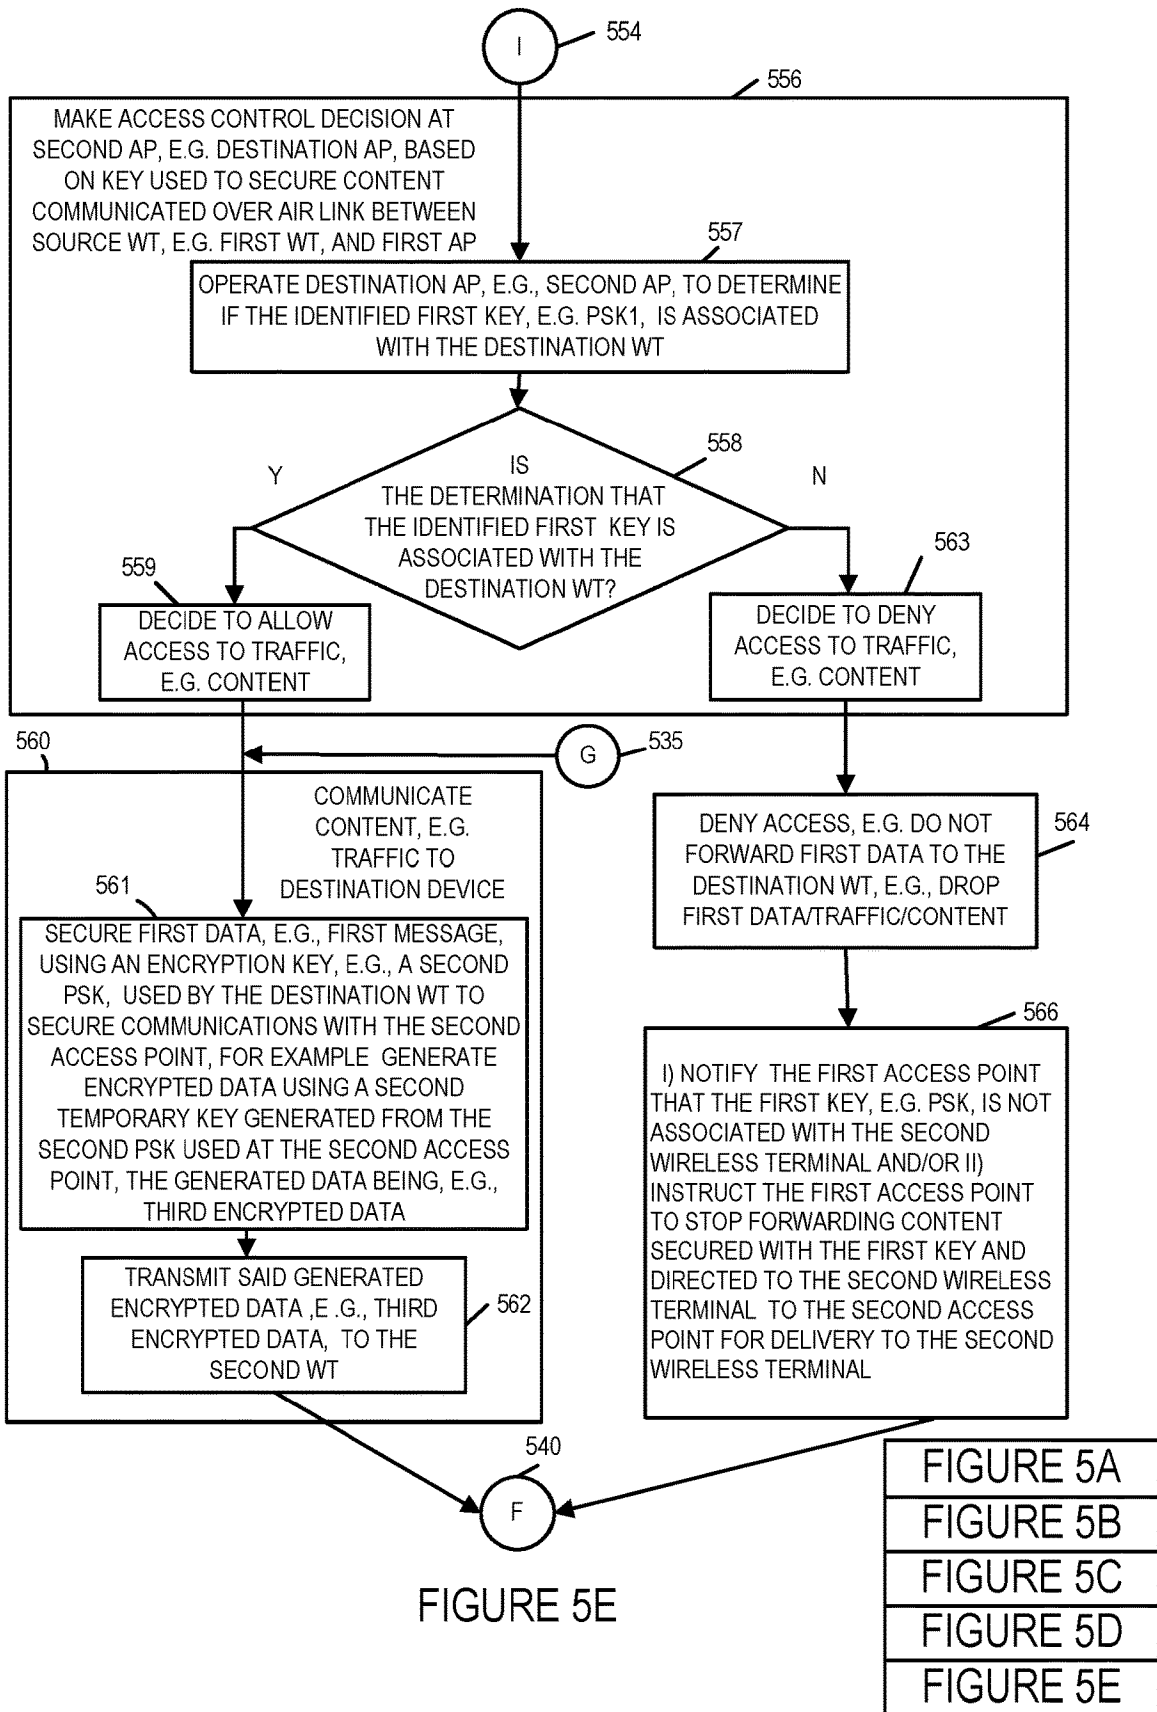 I
554
556
MAKE ACCESS CONTROL DECISION AT
SECOND AP, E.G. DESTINATION AP, BASED
ON KEY USED TO SECURE CONTENT
COMMUNICATED OVER AIR LINK BETWEEN
SOURCE WT, E.G. FIRST WT, AND FIRST AP
557
OPERATE DESTINATION AP, E.G., SECOND AP, TO DETERMINE
IF THE IDENTIFIED FIRST KEY, E.G. PSK1, IS ASSOCIATED
WITH THE DESTINATION WT
558
Y
N
IS
THE DETERMINATION THAT
THE IDENTIFIED FIRST KEY IS
ASSOCIATED WITH THE
DESTINATION WT?
559
DECIDE TO ALLOW
ACCESS TO TRAFFIC,
E.G. CONTENT
563
DECIDE TO DENY
ACCESS TO TRAFFIC,
E.G. CONTENT
560
G
535
COMMUNICATE
CONTENT, E.G.
TRAFFIC TO
DESTINATION DEVICE
561
SECURE FIRST DATA, E.G., FIRST MESSAGE,
USING AN ENCRYPTION KEY, E.G., A SECOND
PSK, USED BY THE DESTINATION WT TO
SECURE COMMUNICATIONS WITH THE SECOND
ACCESS POINT, FOR EXAMPLE GENERATE
ENCRYPTED DATA USING A SECOND
TEMPORARY KEY GENERATED FROM THE
SECOND PSK USED AT THE SECOND ACCESS
POINT, THE GENERATED DATA BEING, E.G.,
THIRD ENCRYPTED DATA
TRANSMIT SAID GENERATED
ENCRYPTED DATA ,E .G., THIRD
ENCRYPTED DATA, TO THE
SECOND WT
562
DENY ACCESS, E.G. DO NOT
FORWARD FIRST DATA TO THE
DESTINATION WT, E.G., DROP
FIRST DATA/TRAFFIC/CONTENT
564
566
I) NOTIFY THE FIRST ACCESS POINT
THAT THE FIRST KEY, E.G. PSK, IS NOT
ASSOCIATED WITH THE SECOND
WIRELESS TERMINAL AND/OR II)
INSTRUCT THE FIRST ACCESS POINT
TO STOP FORWARDING CONTENT
SECURED WITH THE FIRST KEY AND
DIRECTED TO THE SECOND WIRELESS
TERMINAL TO THE SECOND ACCESS
POINT FOR DELIVERY TO THE SECOND
WIRELESS TERMINAL
540
F
FIGURE 5E
FIGURE 5A
FIGURE 5B
FIGURE 5C
FIGURE 5D
FIGURE 5E